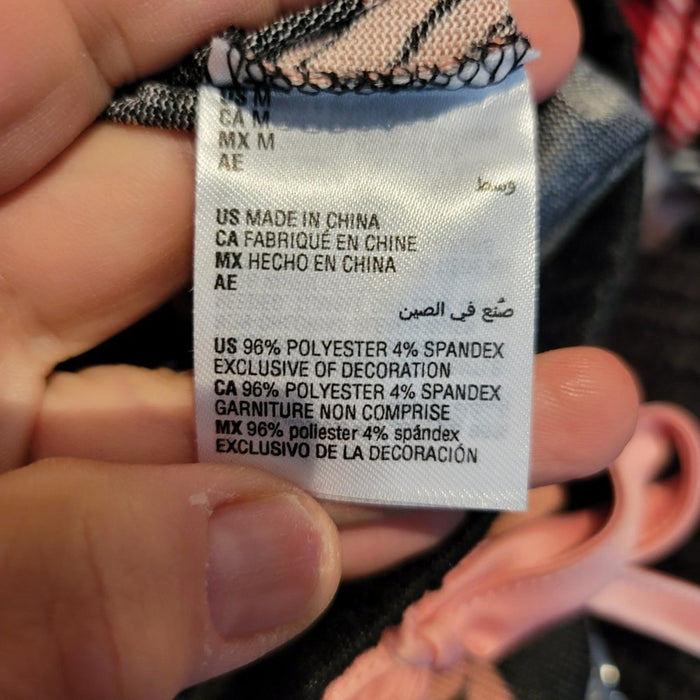 US M
CA M
MX M
AE
وسط
US MADE IN CHINA
CA FABRIQUÉ EN CHINE
MX HECHO EN CHINA
AE
صُنع في الصين
US 96% POLYESTER 4% SPANDEX
EXCLUSIVE OF DECORATION
CA 96% POLYESTER 4% SPANDEX
GARNITURE NON COMPRISE
MX 96% poliester 4% spándex
EXCLUSIVO DE LA DECORACIÓN